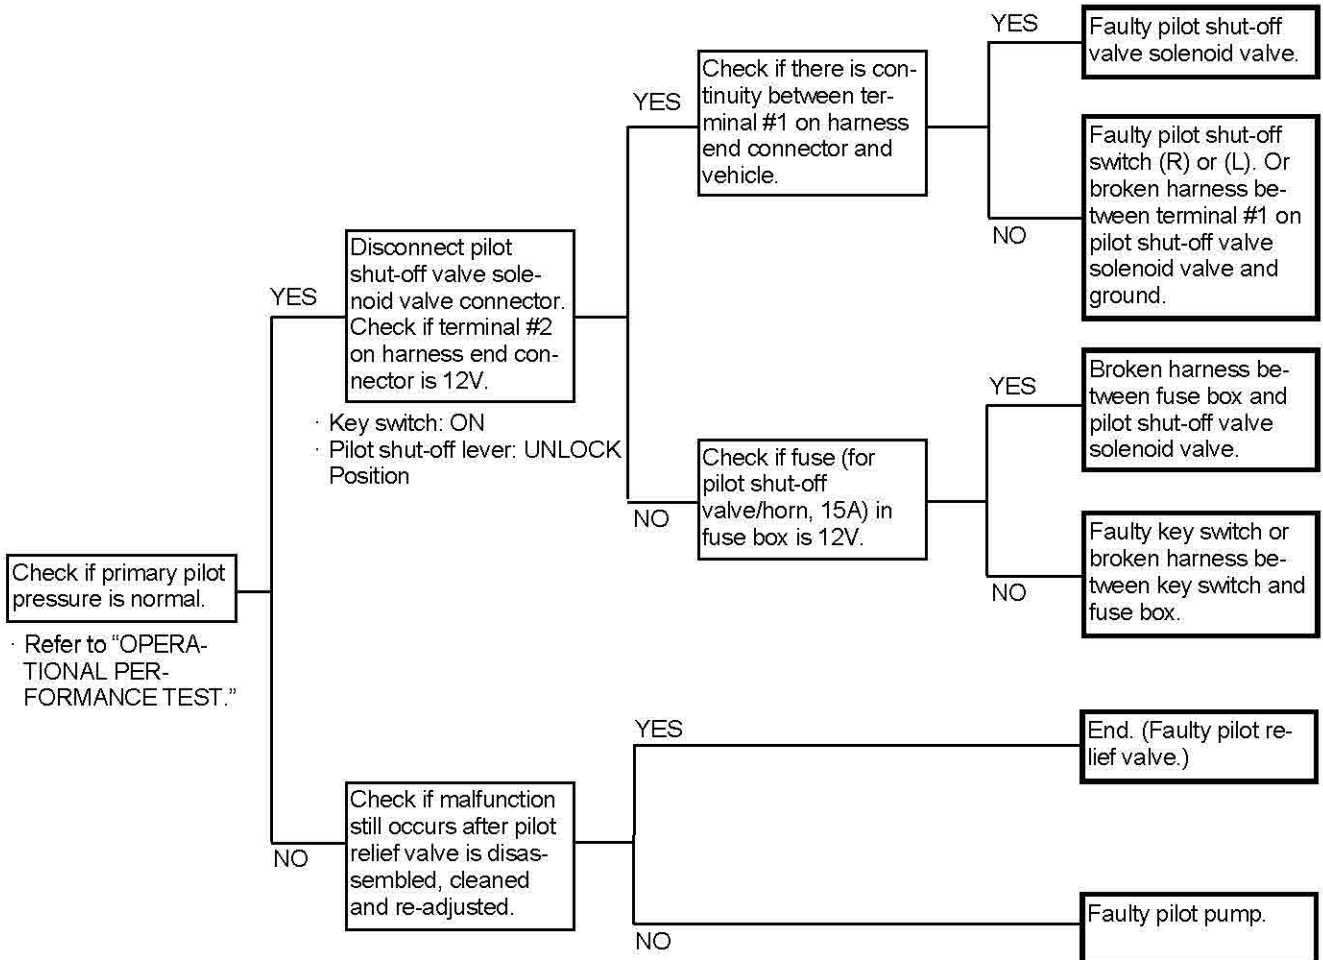 Check if primary pilot
pressure is normal.
· Refer to “OPERA-
TIONAL PER-
FORMANCE TEST.”
YES
Disconnect pilot
shut-off valve sole-
noid valve connector.
Check if terminal #2
on harness end con-
nector is 12V.
· Key switch: ON
· Pilot shut-off lever: UNLOCK
Position
YES
Check if there is con-
tinuity between ter-
minal #1 on harness
end connector and
vehicle.
YES
Faulty pilot shut-off
valve solenoid valve.
NO
Faulty pilot shut-off
switch (R) or (L). Or
broken harness be-
tween terminal #1 on
pilot shut-off valve
solenoid valve and
ground.
NO
Check if fuse (for
pilot shut-off
valve/horn, 15A) in
fuse box is 12V.
YES
Broken harness be-
tween fuse box and
pilot shut-off valve
solenoid valve.
NO
Faulty key switch or
broken harness be-
tween key switch and
fuse box.
NO
Check if malfunction
still occurs after pilot
relief valve is disas-
sembled, cleaned
and re-adjusted.
YES
End. (Faulty pilot re-
lief valve.)
NO
Faulty pilot pump.